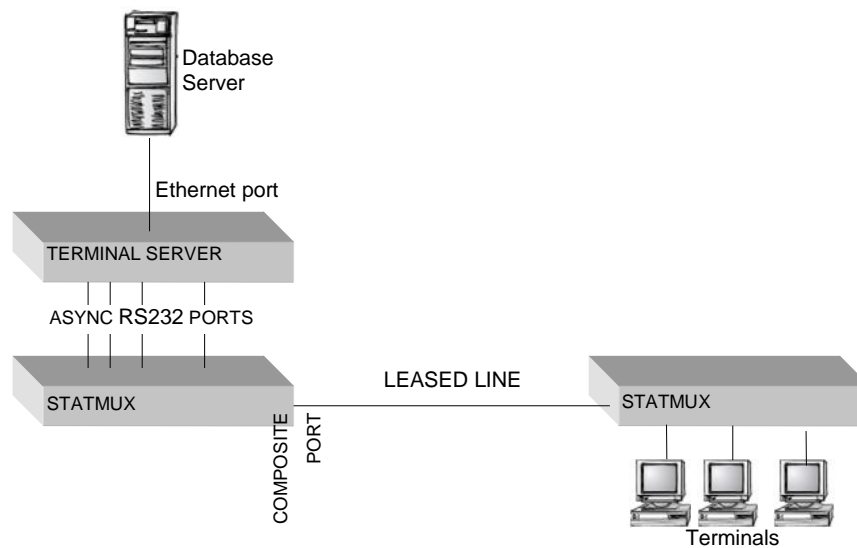 Database
Server
Ethernet port
TERMINAL SERVER
ASYNC RS232 PORTS
STATMUX
LEASED LINE
STATMUX
COMPOSITE
PORT
Terminals